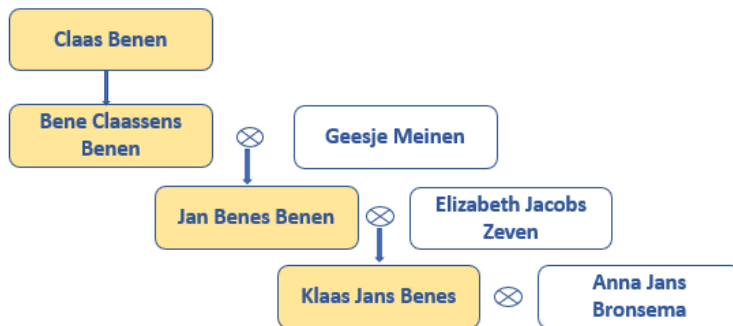 Claas Benen
Bene Claassens
Benen
Geesje Meinen
Jan Benes Benen
Elizabeth Jacobs
Zeven
Klaas Jans Benes
Anna Jans
Bronsema